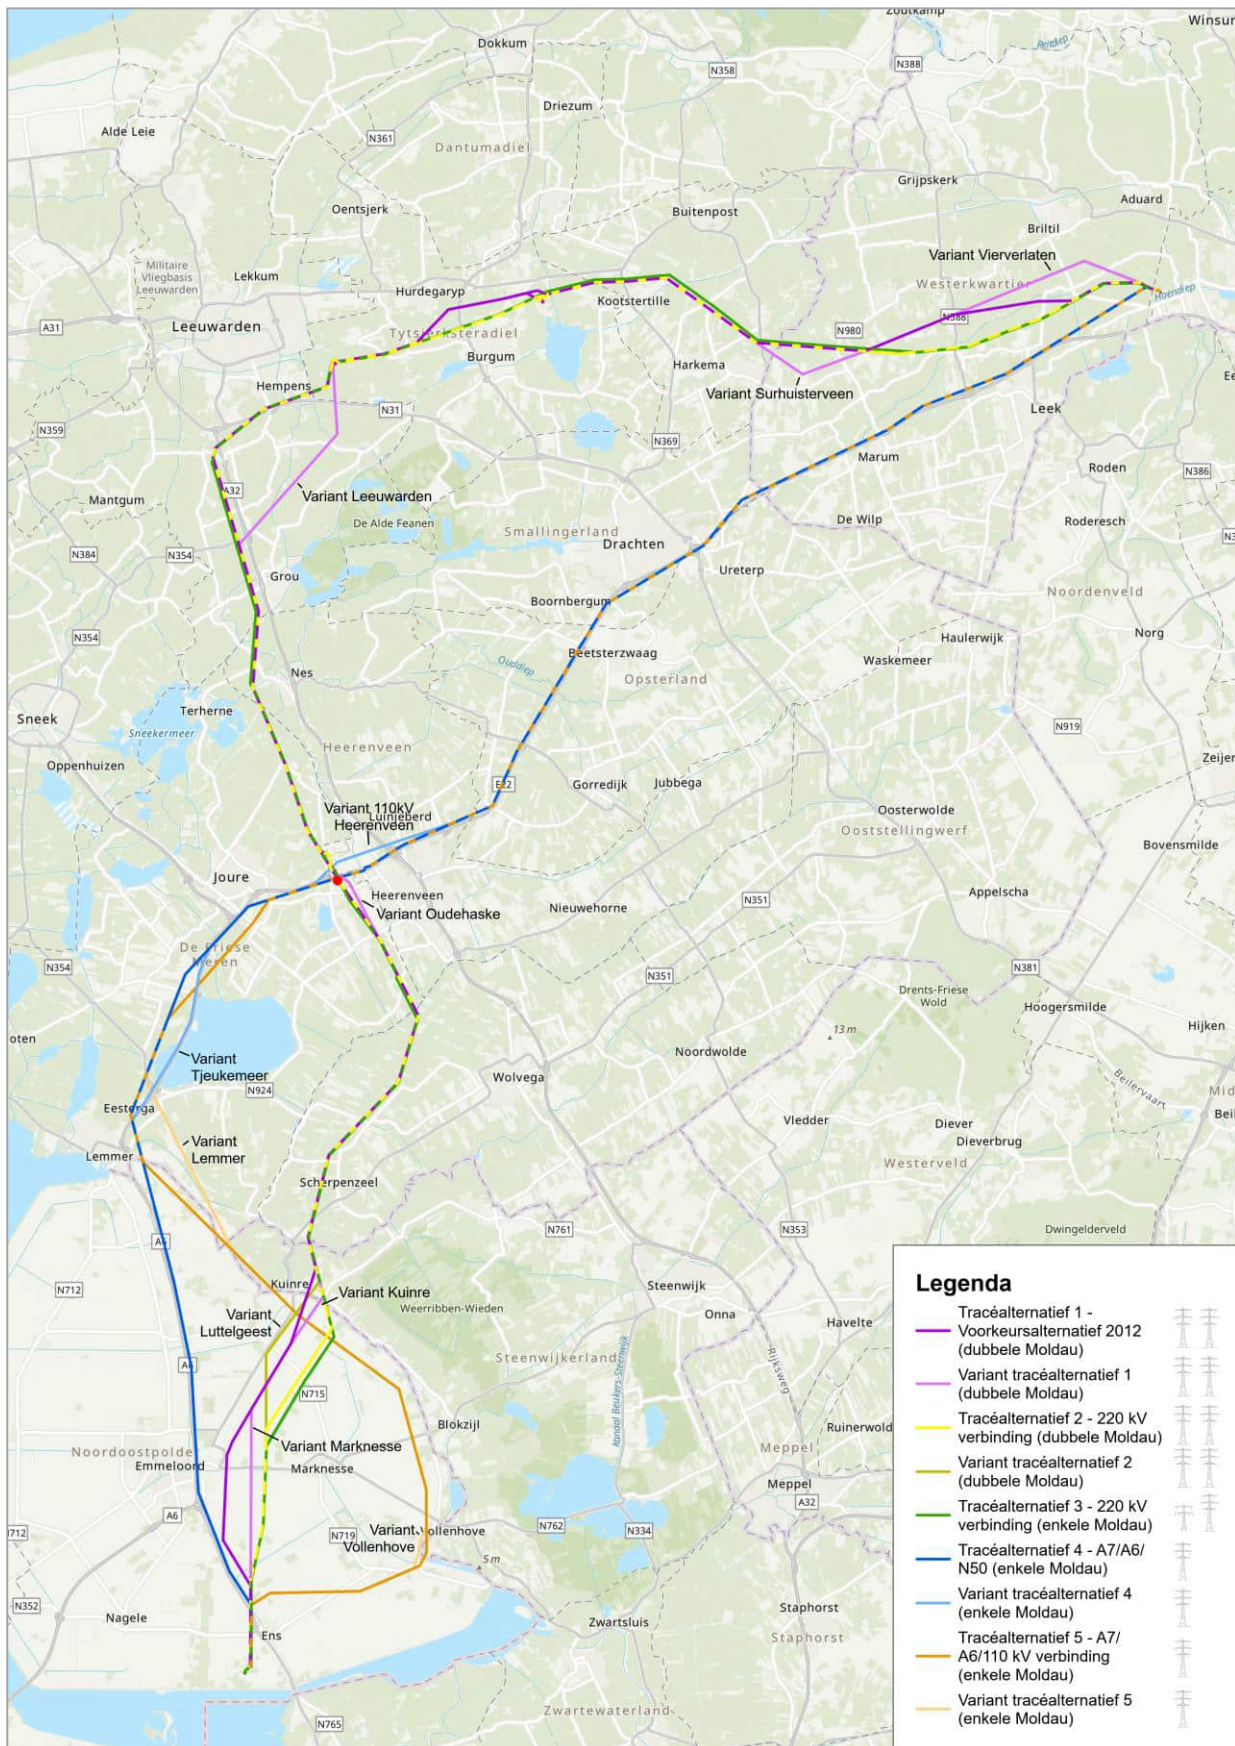 Zoutkamp
Winsum
Dokkum
Reitdiep
N358
N388
Driezum
Alde Leie
N361
Dantumadiel
Grijpskerk
Aduard
Oentsjerk
Buitenpost
Briltil
Variant Vierverlaten
Militaire
Vliegbasis
Leeuwarden
Lekkum
Hurdegaryp
Kootstertille
Westerkwartier
Hoendiep
A31
Leeuwarden
Tytsjerksteradiel
N980
N388
Burgum
Harkema
Hempens
Variant Surhuisterveen
N31
Leek
N359
N369
Marum
Roden
N386
Variant Leeuwarden
A32
Mantgum
De Alde Feanen
Smallingerland
De Wilp
Roderesch
N384
N354
Drachten
Ureterp
Grou
Boornbergum
Noordenveld
N354
Haulerwijk
Norg
Beetsterzwaag
Nes
Ouddiep
Waskemeer
Opsterland
Terherne
Sneek
N919
Sneekermeer
Heerenveen
Zeijen
Oppenhuizen
E22
Gorredijk
Jubbega
Variant 110kV
Heerenveen
Luinjeberd
Oosterwolde
Ooststellingwerf
Bovensmilde
Joure
Heerenveen
Appelscha
N351
Variant Oudehaske
Nieuwehorne
De Friese
Meren
N354
N351
N381
Drents-Friese
Wold
Hoogersmilde
13 m
Hijken
Variant
Tjeukemeer
Noordwolde
Wolvega
N924
Beilervaart
Eesterga
Vledder
Diever
Dieverbrug
Variant
Lemmer
Lemmer
Westerveld
Scherpenzeel
N761
N353
Dwingelderveld
A6
Kuinre
Variant Kuinre
Steenwijk
N712
Weerribben-Wieden
Onna
Havelte
Variant
Luttelgeest
Steenwijkerland
A6
Rijksweg
N715
Kanaal Beukers-Steenwijk
Blokzijl
Ruinerwold
Variant Marknesse
Noordoostpolder
Meppel
Emmeloord
Marknesse
Meppel
A32
A6
N712
N719
Variant
Vollenhove
Vollenhove
N762
N334
5 m
N352
Nagele
Staphorst
Zwartsluis
Ens
Staphorst
Zwartewaterland
N765
Legenda
Tracéalternatief 1 -
Voorkeursalternatief 2012
(dubbele Moldau)
Variant tracéalternatief 1
(dubbele Moldau)
Tracéalternatief 2 - 220 kV
verbinding (dubbele Moldau)
Variant tracéalternatief 2
(dubbele Moldau)
Tracéalternatief 3 - 220 kV
verbinding (enkele Moldau)
Tracéalternatief 4 - A7/A6/
N50 (enkele Moldau)
Variant tracéalternatief 4
(enkele Moldau)
Tracéalternatief 5 - A7/
A6/110 kV verbinding
(enkele Moldau)
Variant tracéalternatief 5
(enkele Moldau)